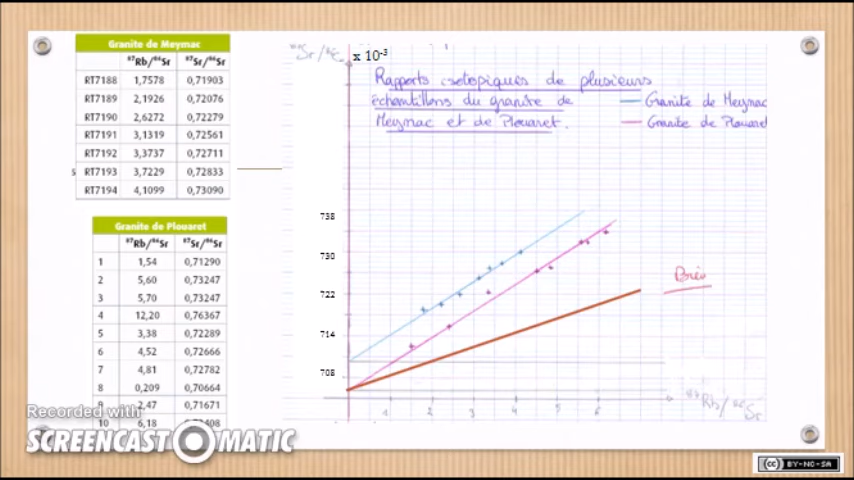 Granite de Meymac
⁸⁷Rb/⁸⁶Sr ⁸⁷Sr/⁸⁶Sr
RT7188 1,7578 0,71903
RT7189 2,1926 0,72076
RT7190 2,6272 0,72279
RT7191 3,1319 0,72561
RT7192 3,3737 0,72711
s RT7193 3,7229 0,72833
RT7194 4,1099 0,73090
Granite de Plouaret
⁸⁷Rb/⁸⁶Sr ⁸⁷Sr/⁸⁶Sr
1 1,54 0,71290
2 5,60 0,73247
3 5,70 0,73247
4 12,20 0,76367
5 3,38 0,72289
6 4,52 0,72666
7 4,81 0,72782
8 0,209 0,70664
9 2,47 0,71671
10 6,18
x 10⁻³
Rapports isotopiques de plusieurs
échantillons du granite de
Meymac et de Plouaret.
Granite de Meymac
Granite de Plouaret
738
730
722
714
708
1 2 3 4 5 6
⁸⁷Rb/⁸⁶Sr
Recorded with
SCREENCAST O MATIC
cc BY-NC-SA